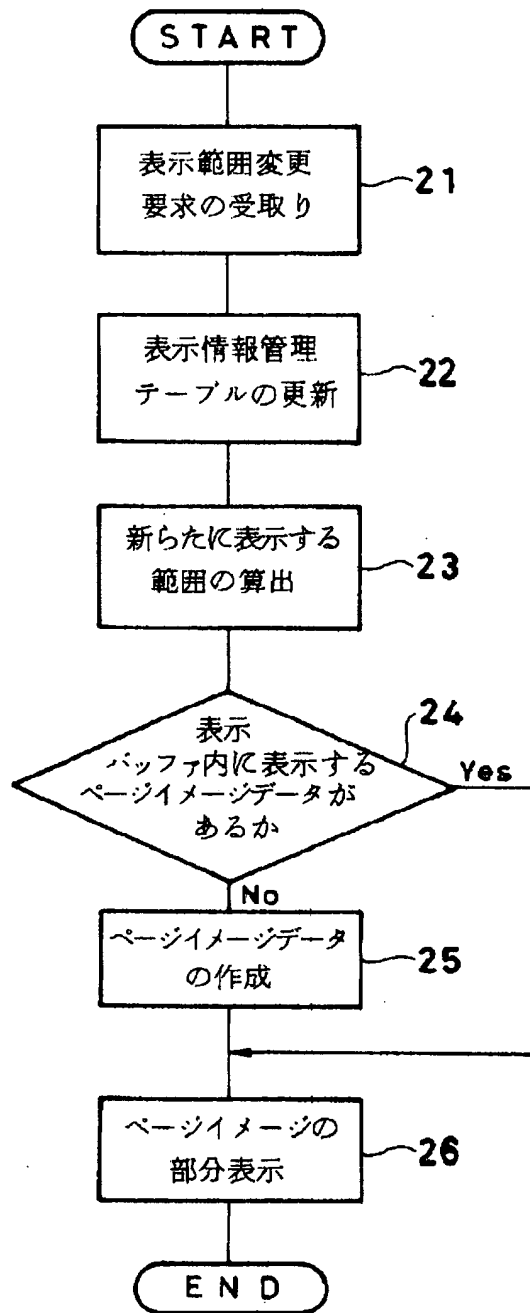 START
表示範囲変更
要求の受取り
21
表示情報管理
テーブルの更新
22
新らたに表示する
範囲の算出
23
表示
バッファ内に表示する
ページイメージデータが
あるか
24
Yes
No
ページイメージデータ
の作成
25
ページイメージの
部分表示
26
END